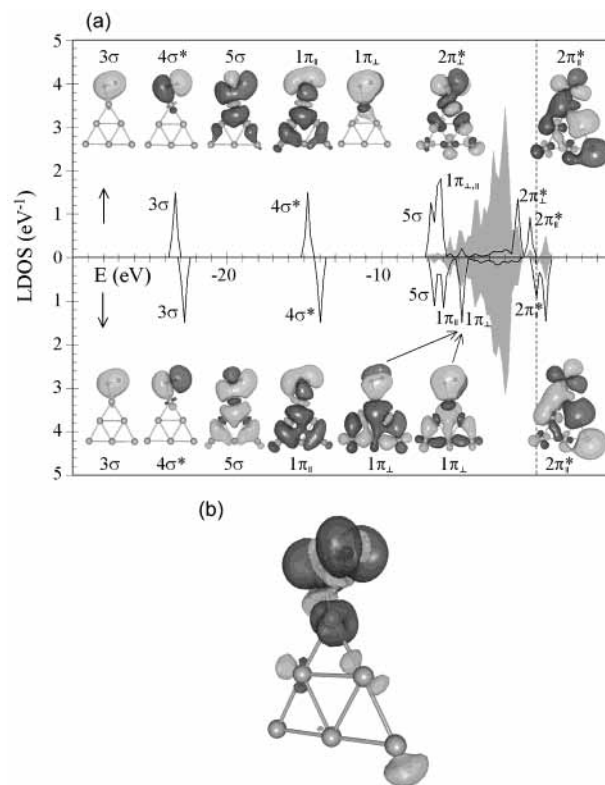 (a)
3σ 4σ* 5σ 1π∥ 1π⊥ 2π*⊥ 2π*∥
5
4
3
2
1
0
1
2
3
4
5
LDOS (eV⁻¹)
3σ
4σ*
5σ
1π⊥,∥
2π*⊥
2π*∥
E (eV) -20 -10 0
3σ
4σ*
5σ
1π∥
1π⊥
2π*∥
3σ 4σ* 5σ 1π∥ 1π⊥ 1π⊥ 2π*∥
(b)